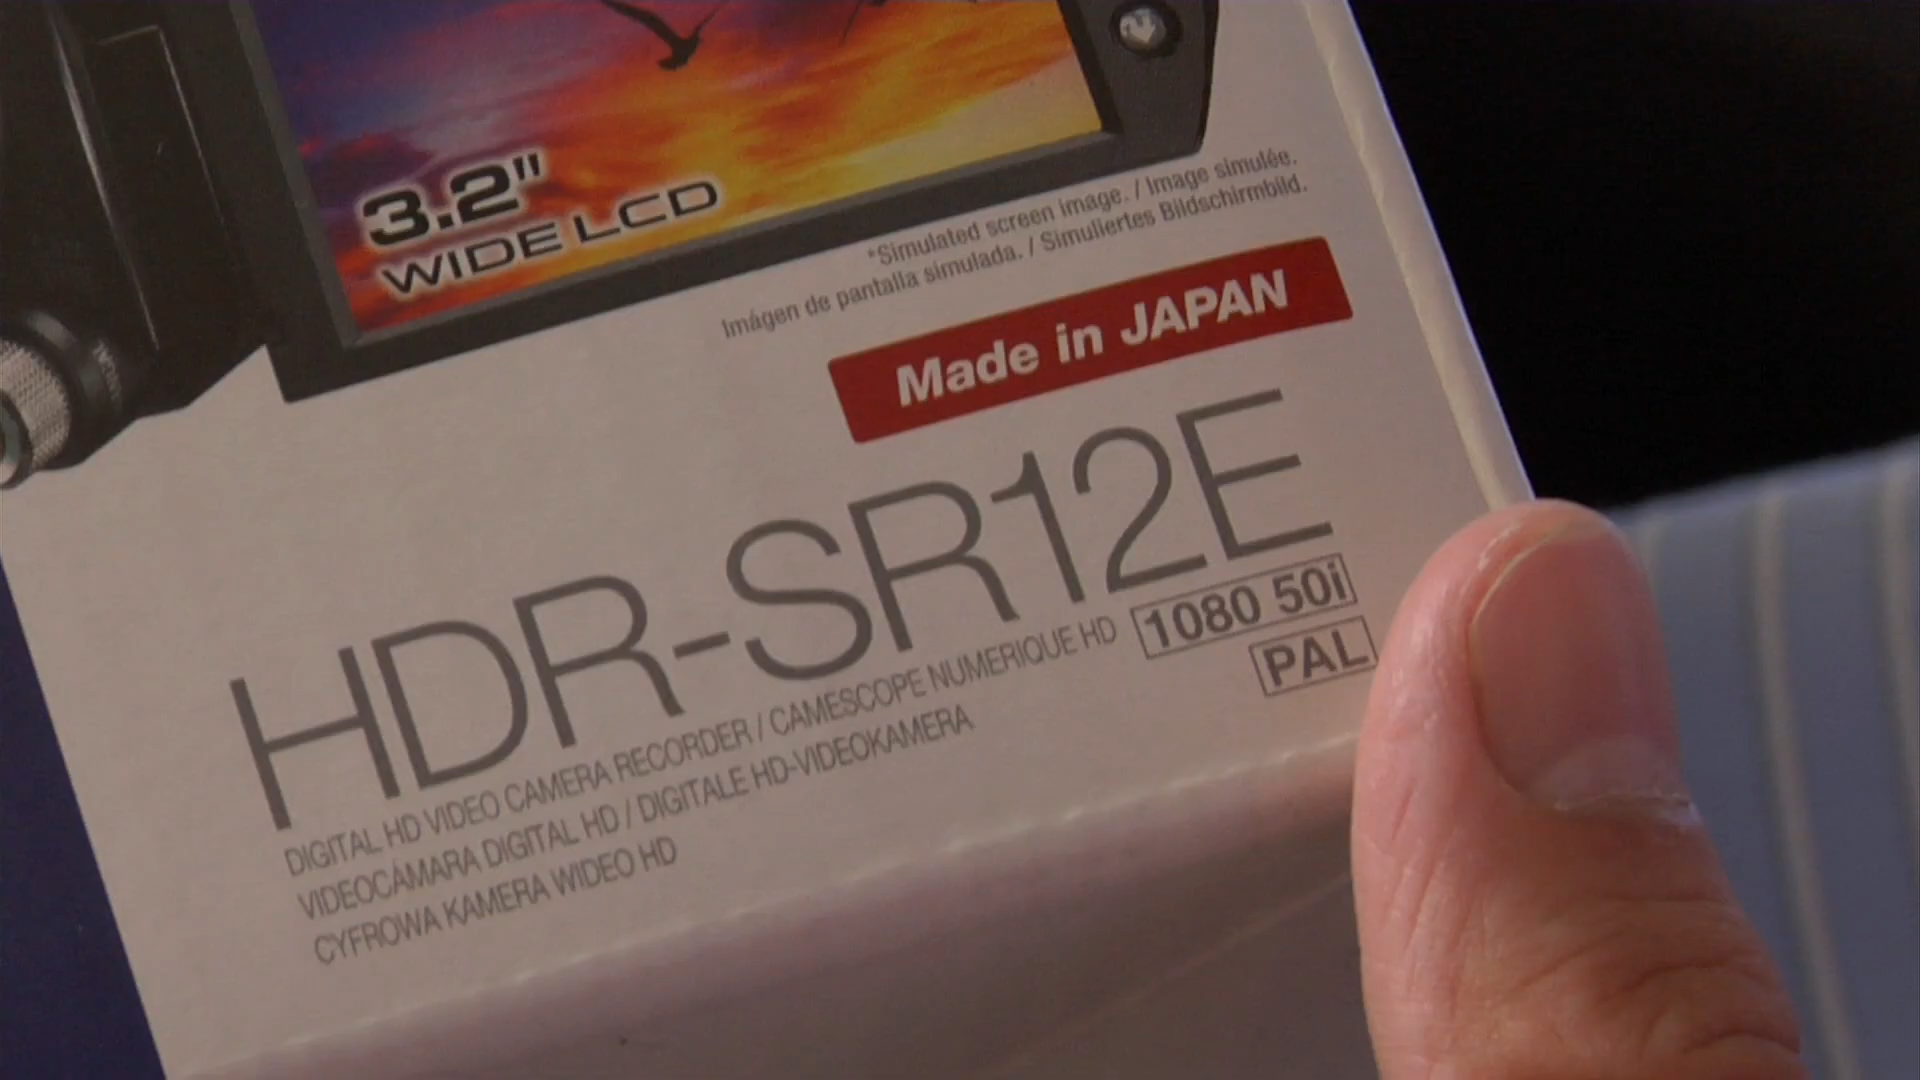 3.2"
WIDE LCD
*Simulated screen image. / Image simulée.
Imágen de pantalla simulada. / Simuliertes Bildschirmbild.
Made in JAPAN
HDR-SR12E
1080 50i
PAL
DIGITAL HD VIDEO CAMERA RECORDER / CAMESCOPE NUMERIQUE HD
VIDEOCÁMARA DIGITAL HD / DIGITALE HD-VIDEOKAMERA
CYFROWA KAMERA WIDEO HD